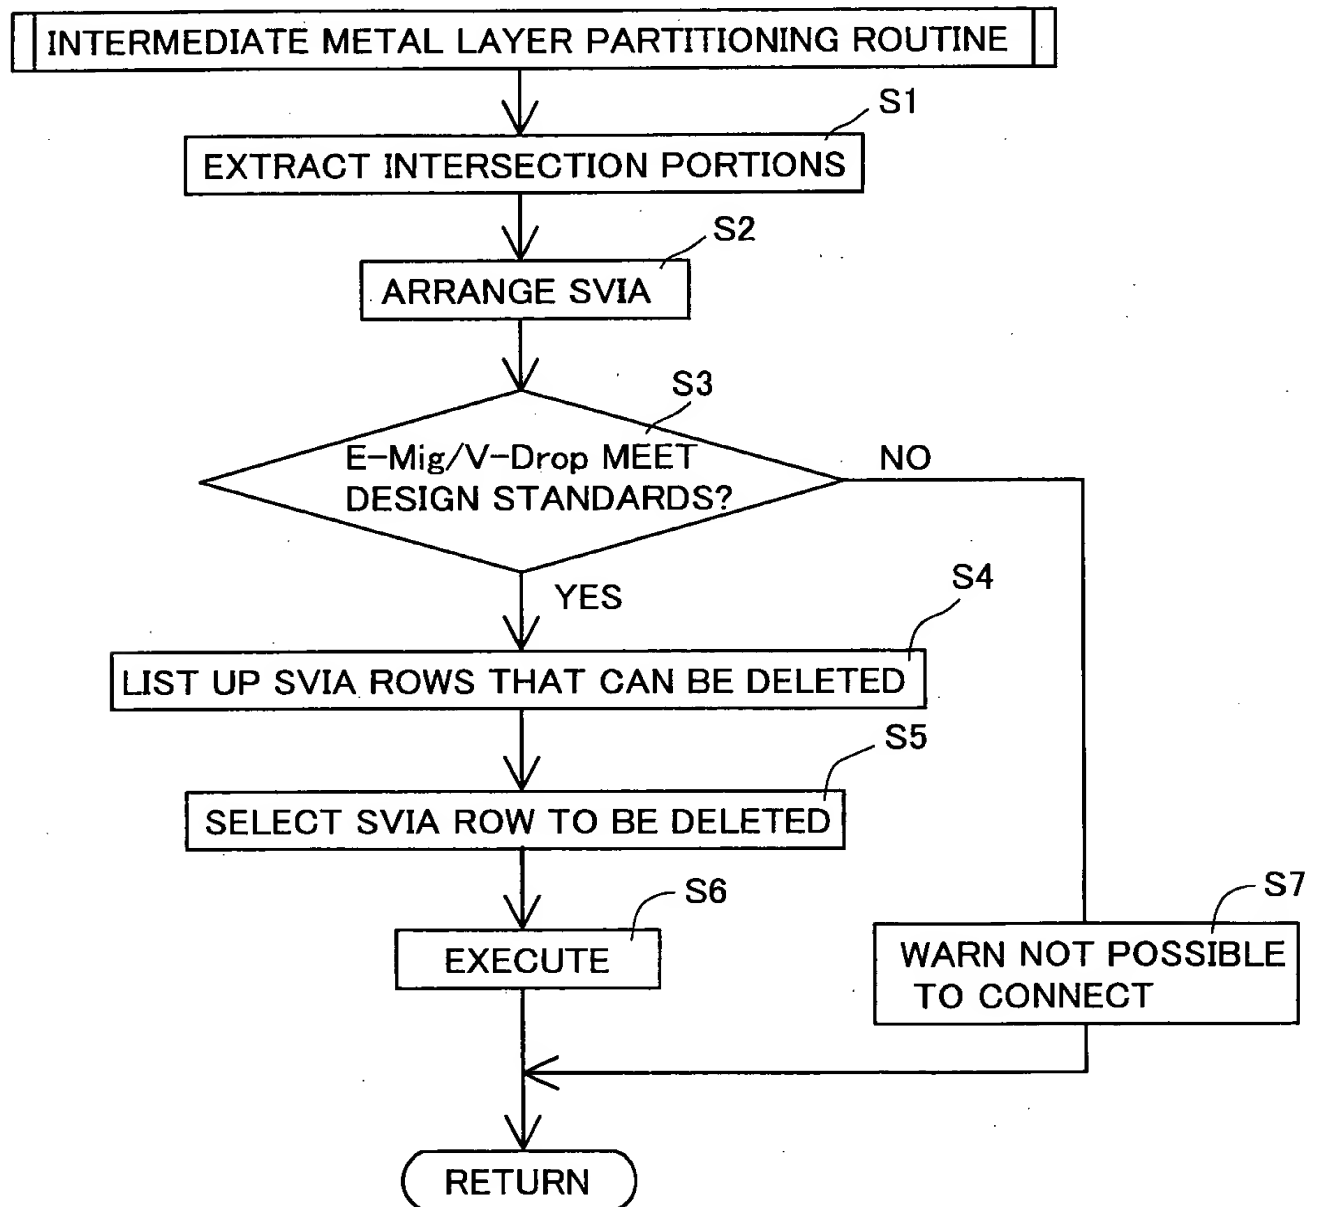 INTERMEDIATE METAL LAYER PARTITIONING ROUTINE
S1
EXTRACT INTERSECTION PORTIONS
S2
ARRANGE SVIA
S3
E-Mig/V-Drop MEET
DESIGN STANDARDS?
NO
YES
S4
LIST UP SVIA ROWS THAT CAN BE DELETED
S5
SELECT SVIA ROW TO BE DELETED
S6
EXECUTE
S7
WARN NOT POSSIBLE
TO CONNECT
RETURN